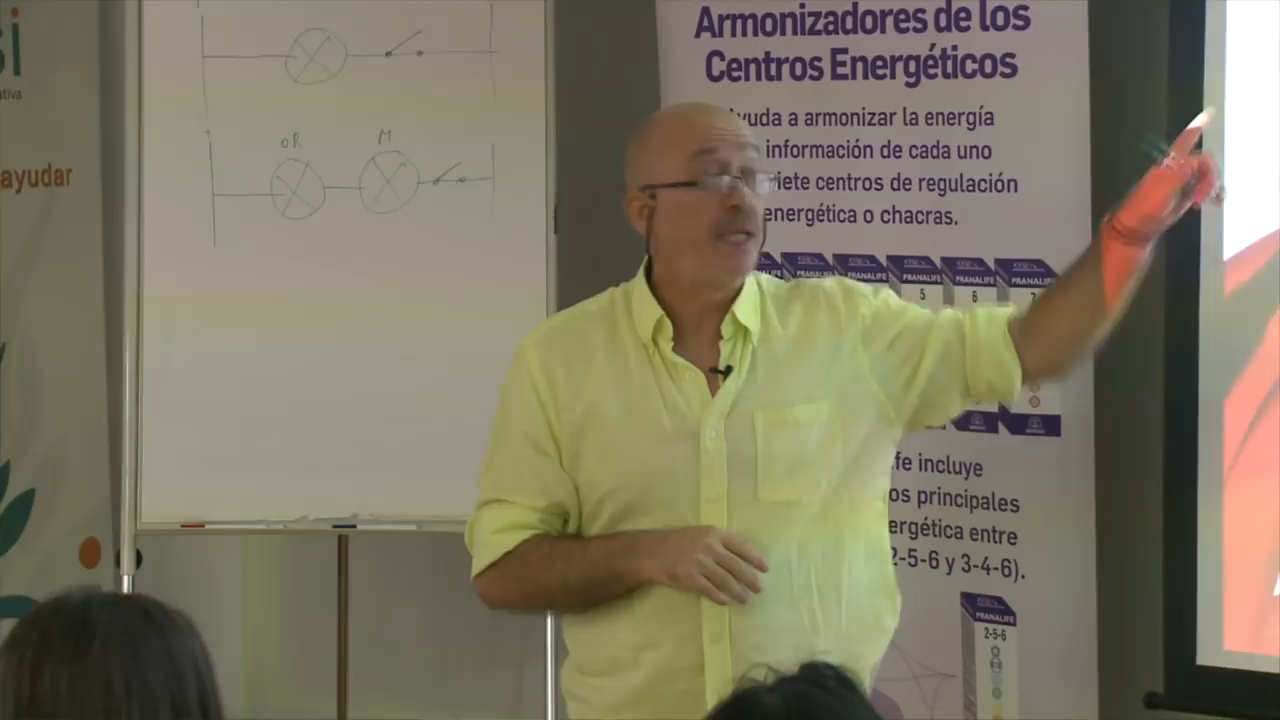 si
ativa
ayudar
OR M
Armonizadores de los
Centros Energéticos
yuda a armonizar la energía
información de cada uno
iete centros de regulación
energética o chacras.
PRANALIFE PRANALIFE PRANALIFE PRANALIFE PRANALIFE
5 6 7
fe incluye
os principales
ergética entre
2-5-6 y 3-4-6).
PRANALIFE
2-5-6